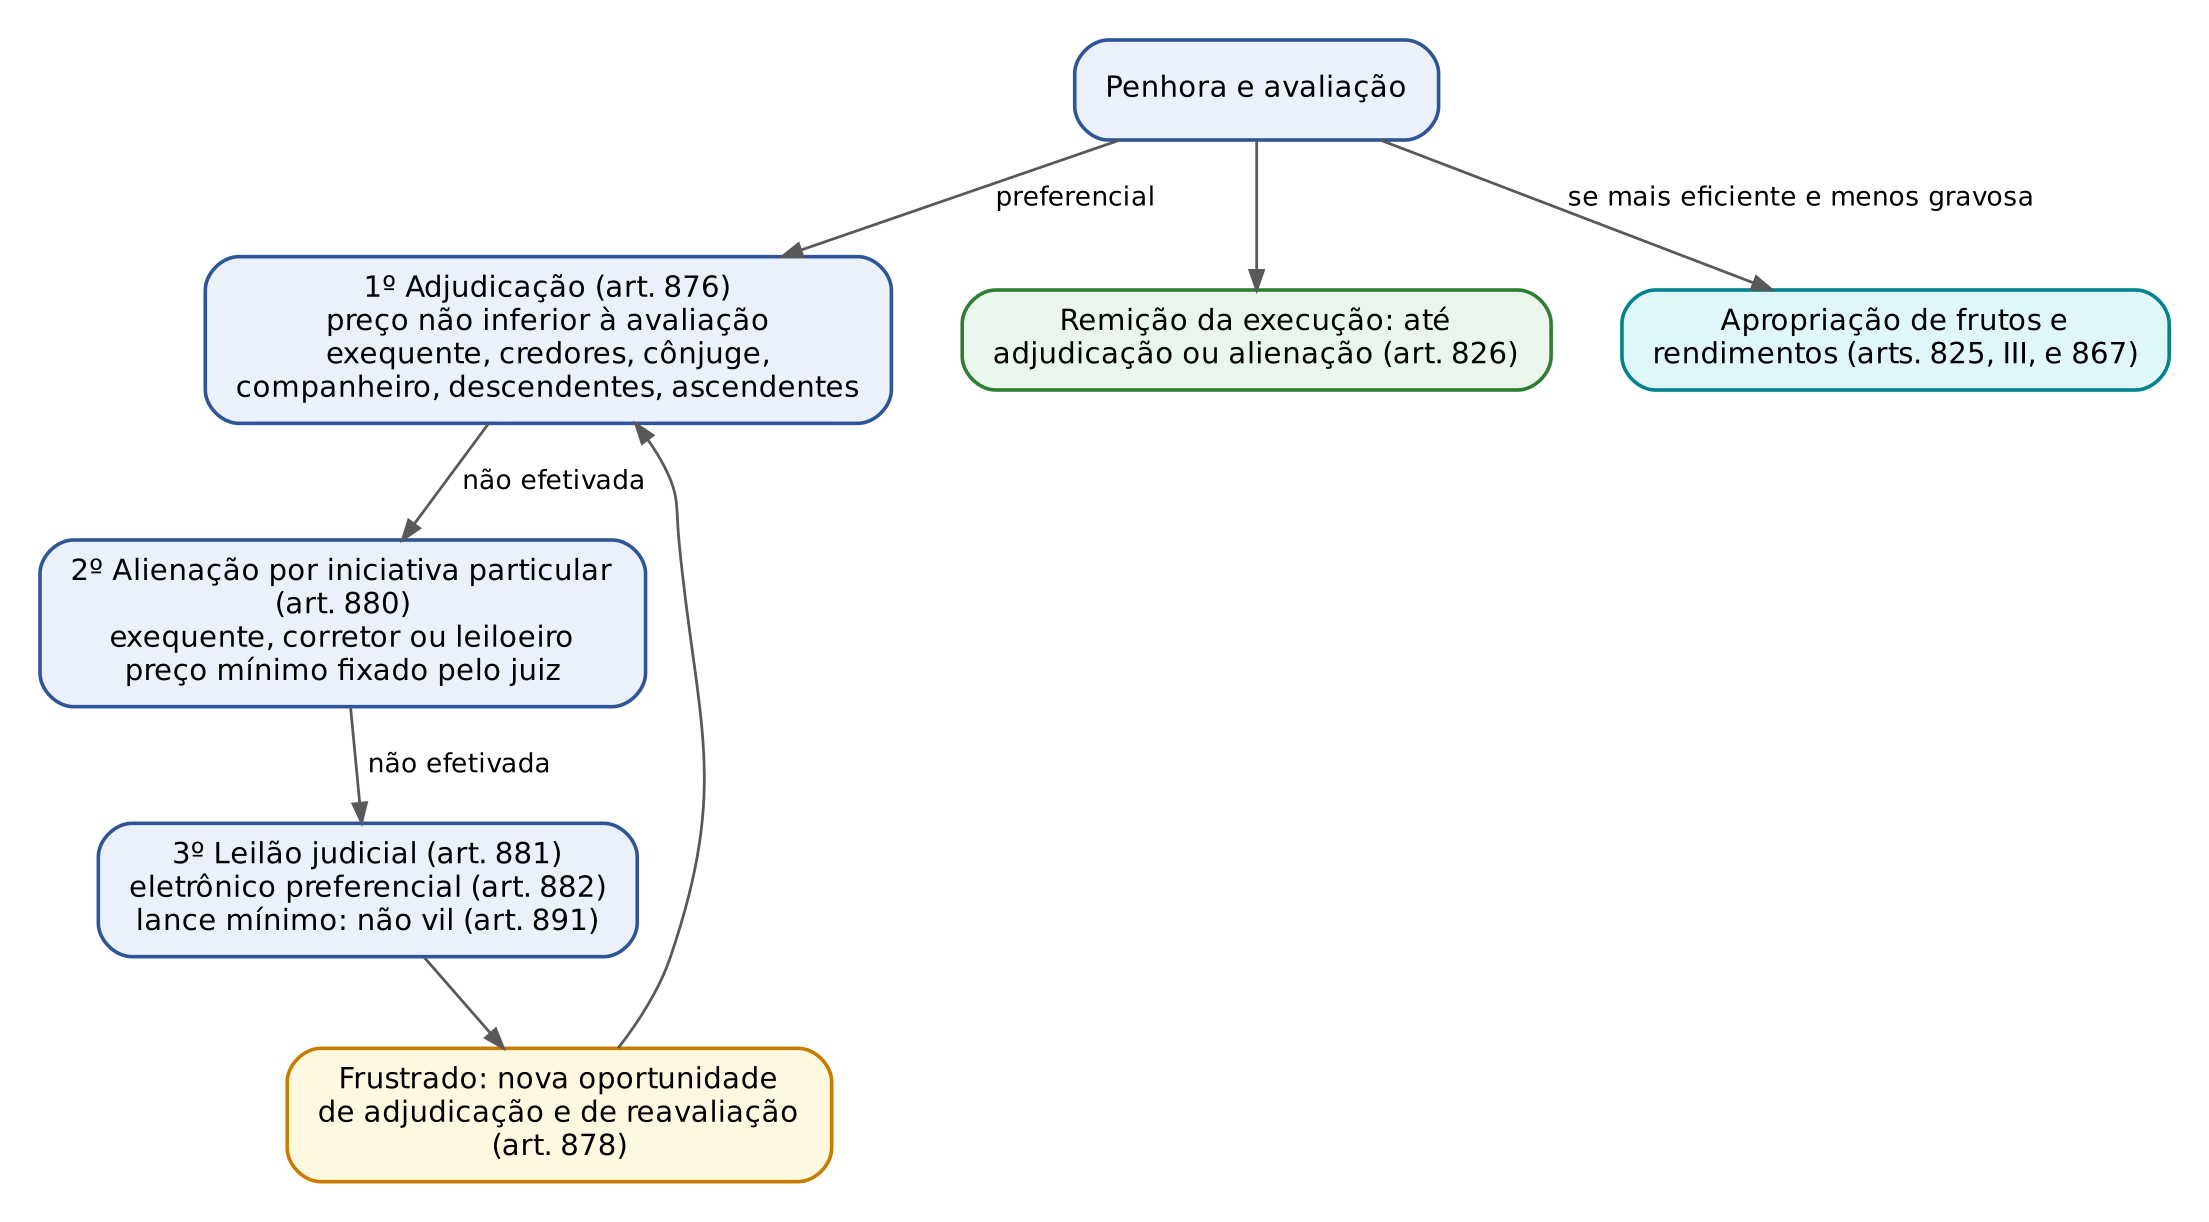 Penhora e avaliação
preferencial
se mais eficiente e menos gravosa
1º Adjudicação (art. 876)
preço não inferior à avaliação
exequente, credores, cônjuge,
companheiro, descendentes, ascendentes
Remição da execução: até
adjudicação ou alienação (art. 826)
Apropriação de frutos e
rendimentos (arts. 825, III, e 867)
não efetivada
2º Alienação por iniciativa particular
(art. 880)
exequente, corretor ou leiloeiro
preço mínimo fixado pelo juiz
não efetivada
3º Leilão judicial (art. 881)
eletrônico preferencial (art. 882)
lance mínimo: não vil (art. 891)
Frustrado: nova oportunidade
de adjudicação e de reavaliação
(art. 878)